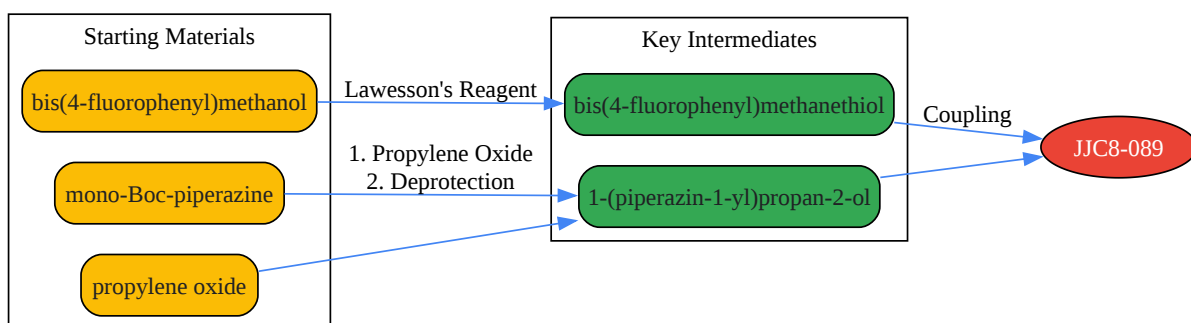 Starting Materials
bis(4-fluorophenyl)methanol
mono-Boc-piperazine
propylene oxide
Lawesson's Reagent
1. Propylene Oxide
2. Deprotection
Key Intermediates
bis(4-fluorophenyl)methanethiol
1-(piperazin-1-yl)propan-2-ol
Coupling
JJC8-089